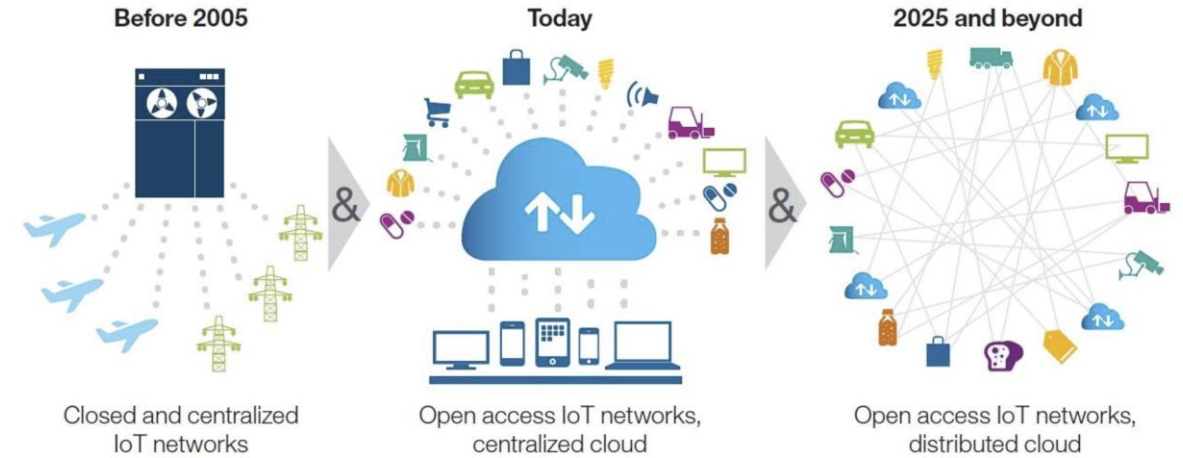 Before 2005
Today
2025 and beyond
&
&
Closed and centralized
IoT networks
Open access IoT networks,
centralized cloud
Open access IoT networks,
distributed cloud